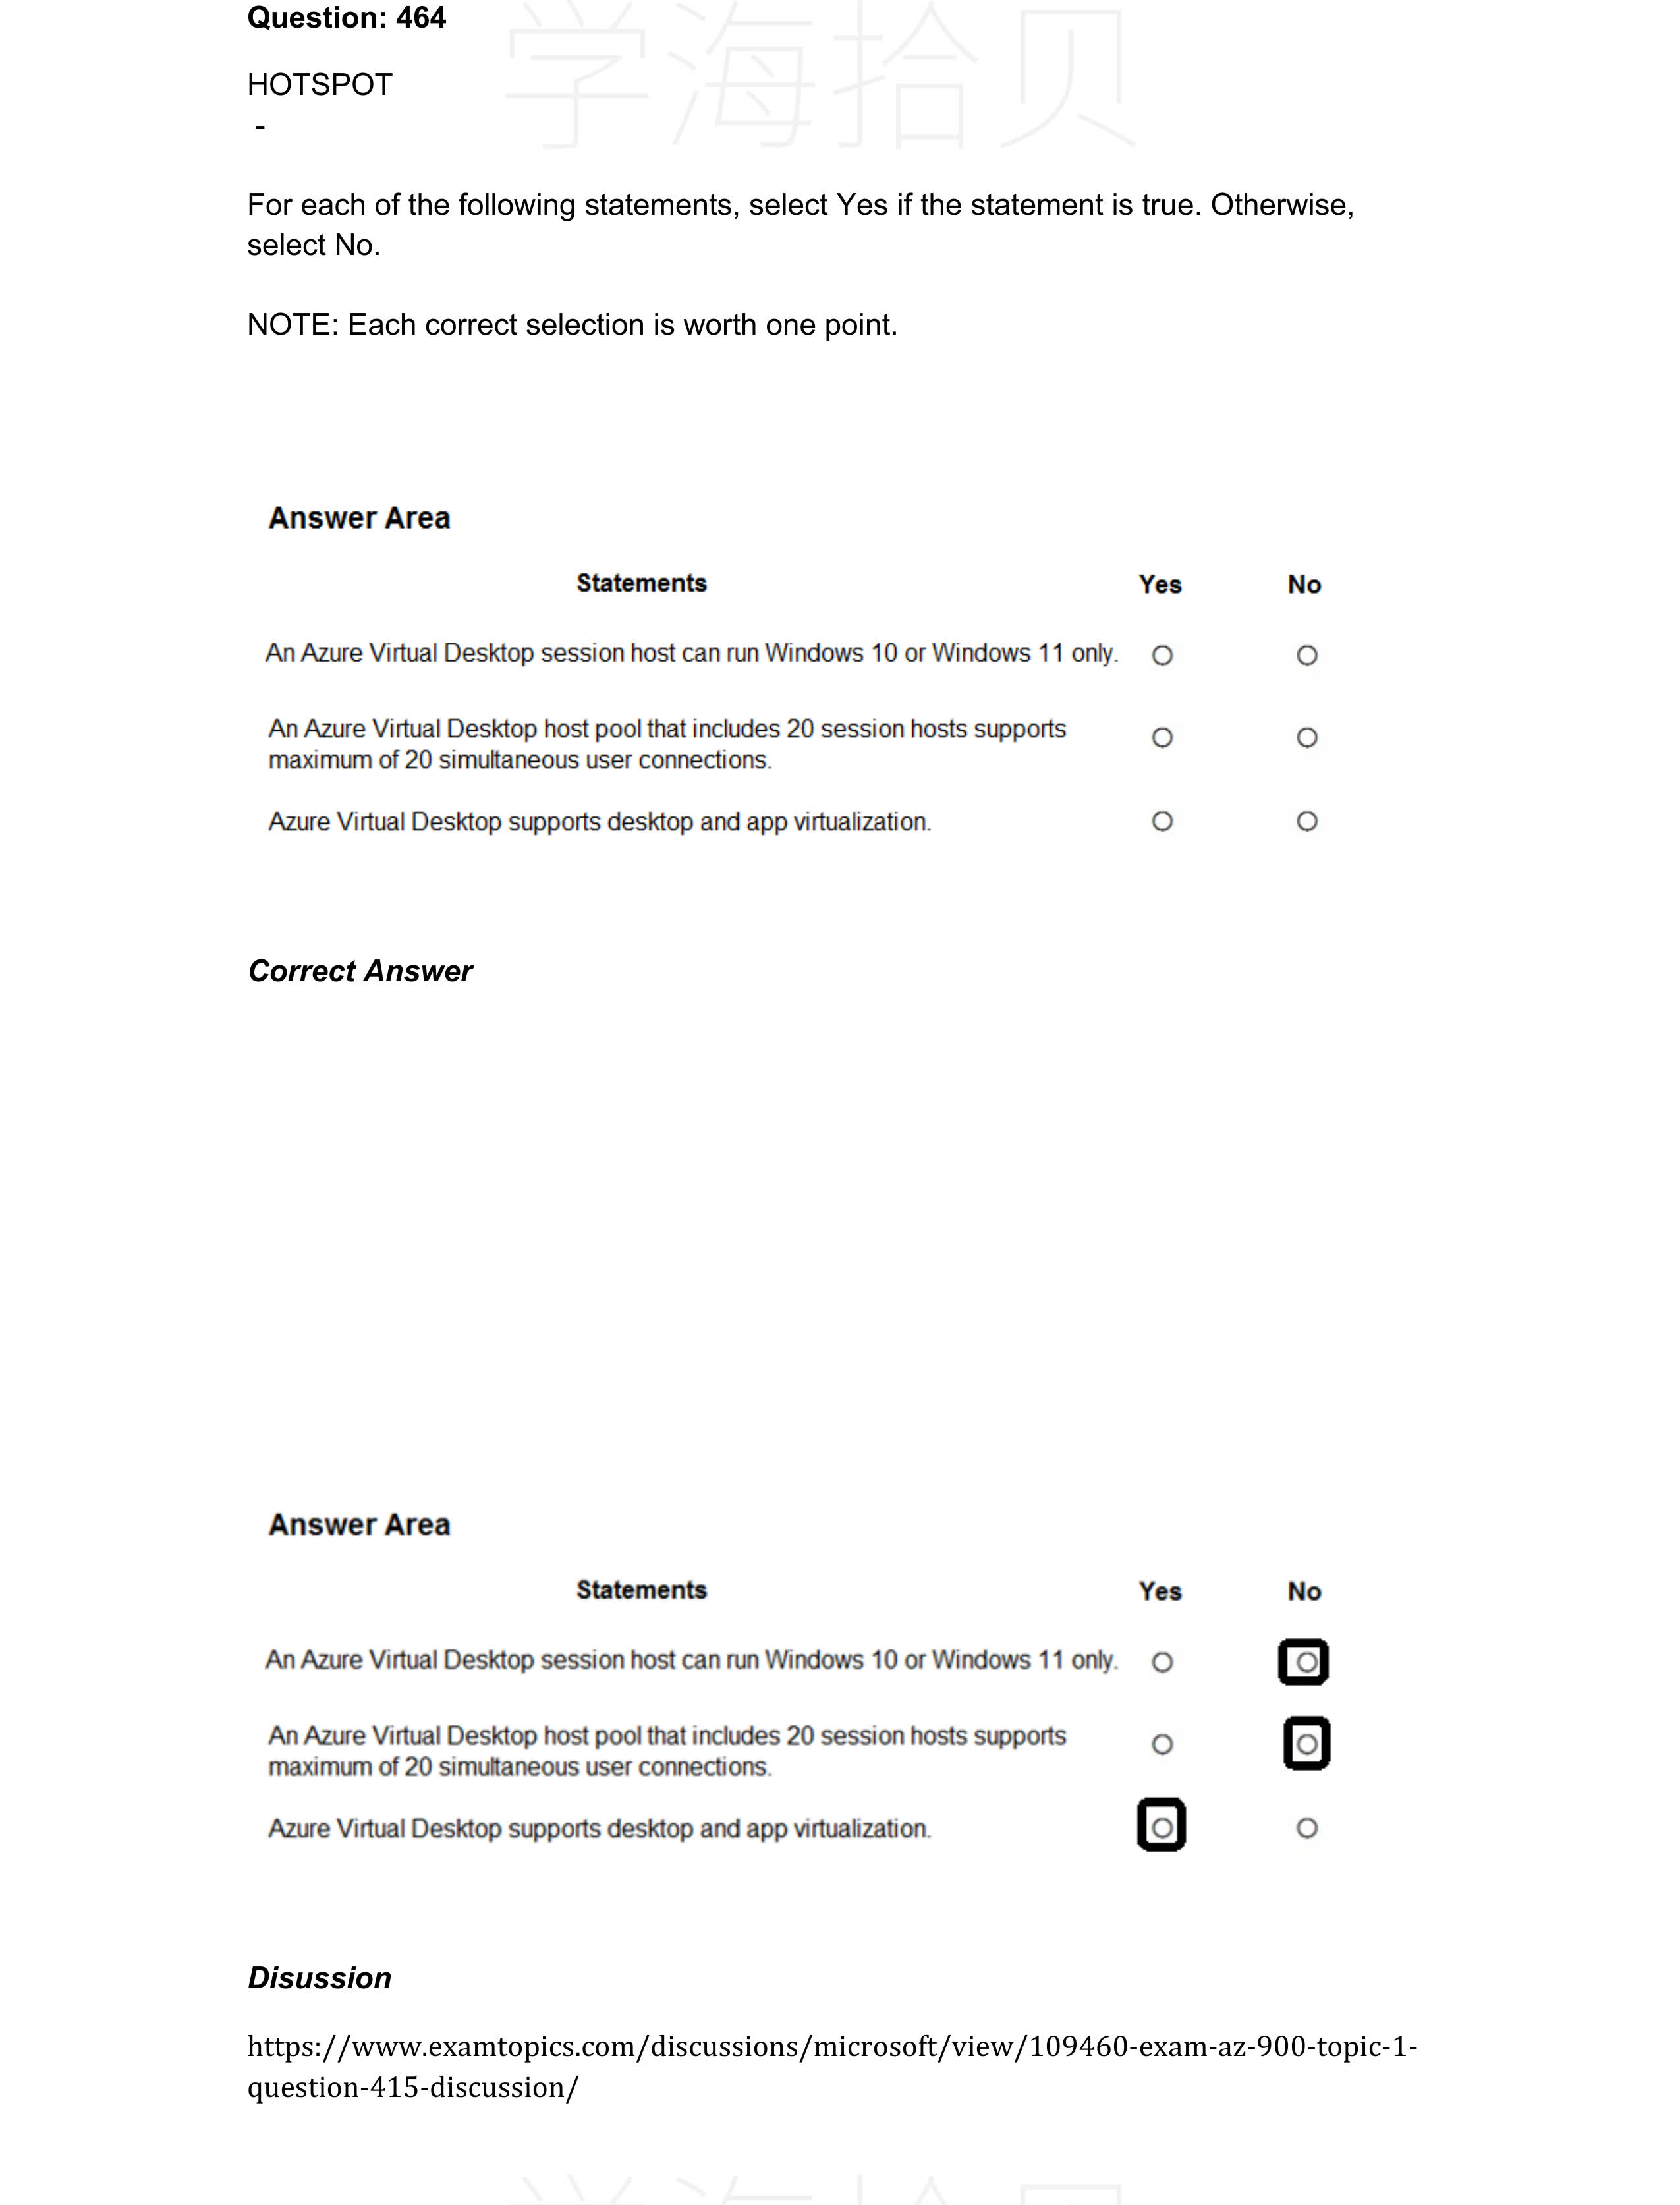 学海拾贝
Question: 464
HOTSPOT
-
For each of the following statements, select Yes if the statement is true. Otherwise,
select No.
NOTE: Each correct selection is worth one point.
Answer Area
Statements Yes No
An Azure Virtual Desktop session host can run Windows 10 or Windows 11 only.
An Azure Virtual Desktop host pool that includes 20 session hosts supports
maximum of 20 simultaneous user connections.
Azure Virtual Desktop supports desktop and app virtualization.
Correct Answer
Answer Area
Statements Yes No
An Azure Virtual Desktop session host can run Windows 10 or Windows 11 only.
An Azure Virtual Desktop host pool that includes 20 session hosts supports
maximum of 20 simultaneous user connections.
Azure Virtual Desktop supports desktop and app virtualization.
Disussion
https://www.examtopics.com/discussions/microsoft/view/109460-exam-az-900-topic-1-
question-415-discussion/